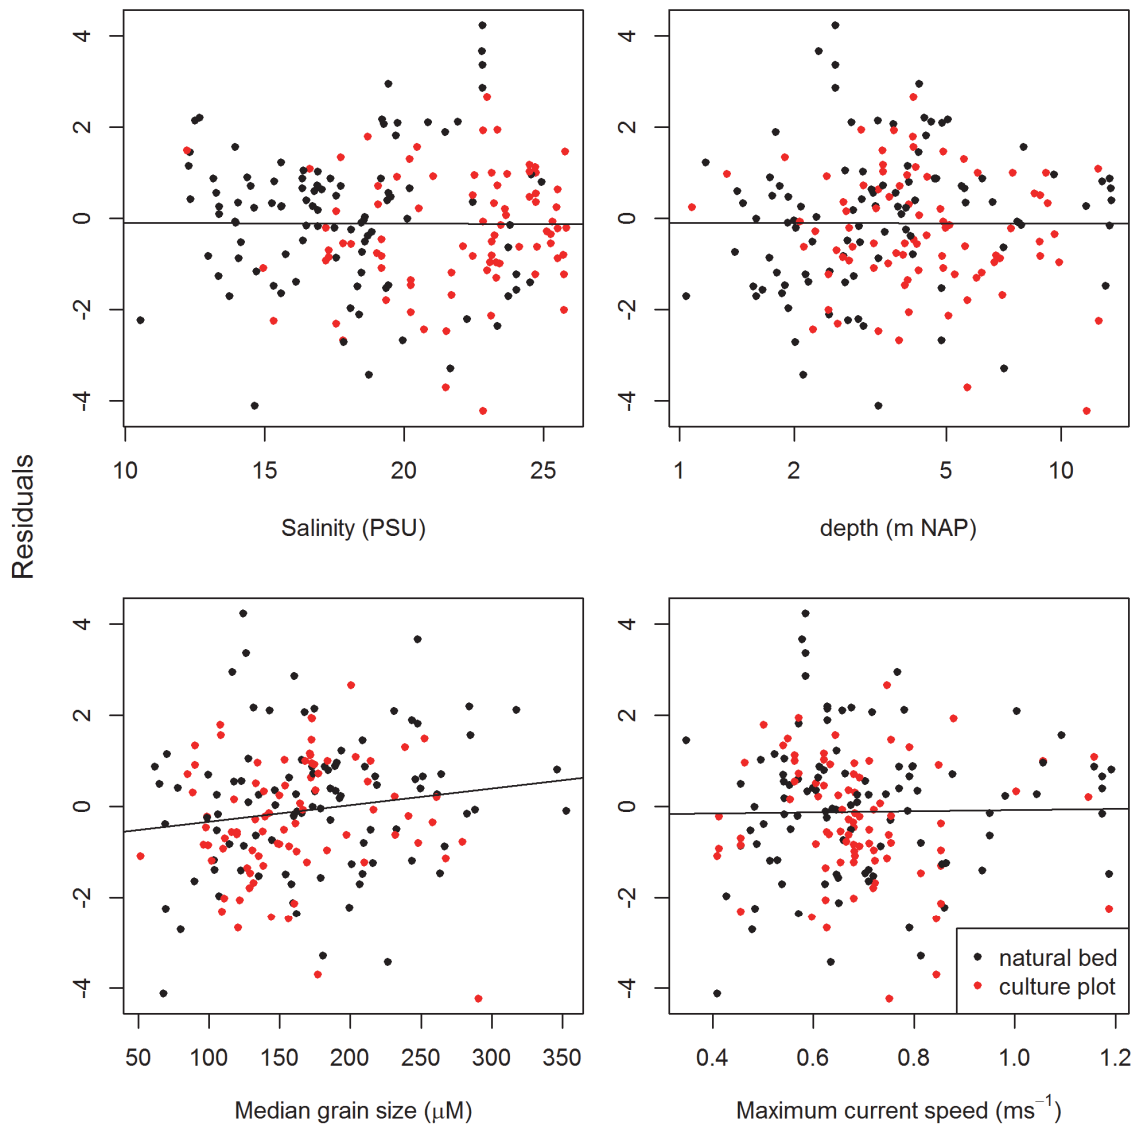 4
2
0
-2
-4
10 15 20 25
Salinity (PSU)
1 2 5 10
depth (m NAP)
Residuals
4
2
0
-2
-4
50 100 150 200 250 300 350
Median grain size (μM)
4
2
0
-2
-4
4
2
0
-2
-4
0.4 0.6 0.8 1.0 1.2
Maximum current speed (ms⁻¹)
natural bed
culture plot